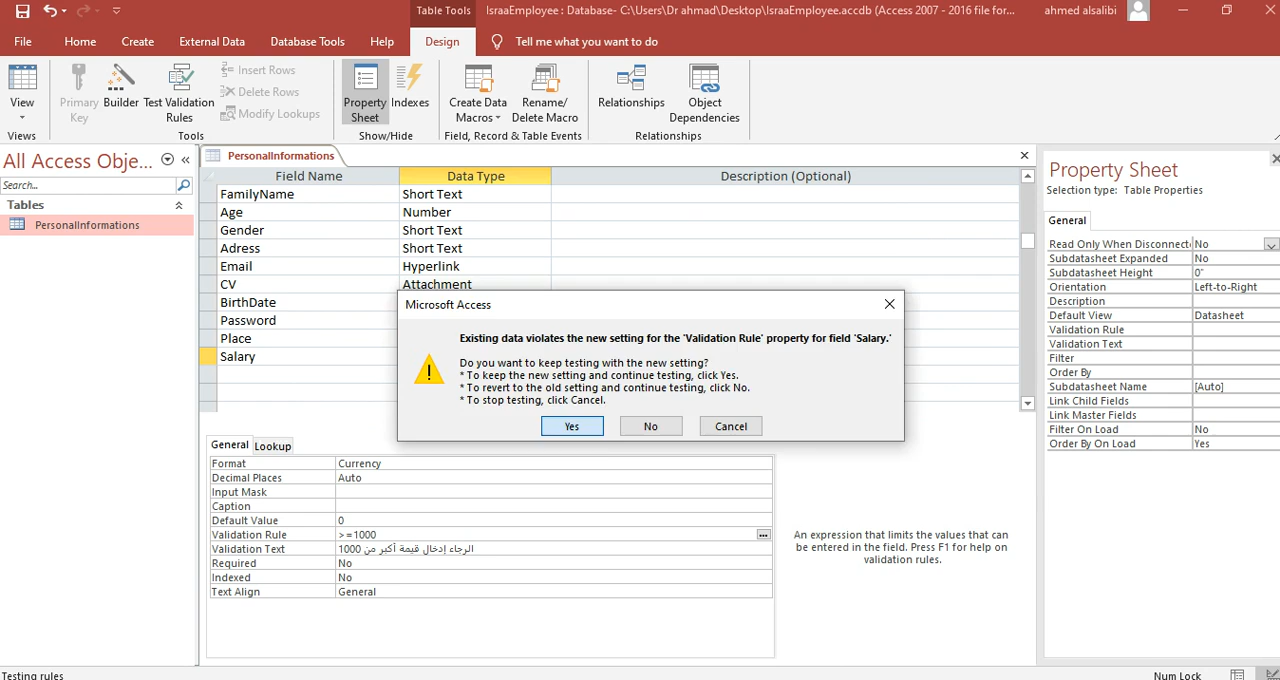 Table Tools IsraaEmployee : Database- C:\Users\Dr ahmad\Desktop\IsraaEmployee.accdb (Access 2007 - 2016 file for... ahmed alsalibi
File Home Create External Data Database Tools Help Design Tell me what you want to do
View
Primary Key
Builder
Test Validation Rules
Insert Rows
Delete Rows
Modify Lookups
Property Sheet
Indexes
Create Data Macros
Rename/ Delete Macro
Relationships
Object Dependencies
Views Tools Show/Hide Field, Record & Table Events Relationships
All Access Obje...
Search...
Tables
PersonalInformations
PersonalInformations
Field Name Data Type Description (Optional)
FamilyName Short Text
Age Number
Gender Short Text
Adress Short Text
Email Hyperlink
CV Attachment
BirthDate
Password
Place
Salary
Microsoft Access
Existing data violates the new setting for the 'Validation Rule' property for field 'Salary.'
Do you want to keep testing with the new setting?
* To keep the new setting and continue testing, click Yes.
* To revert to the old setting and continue testing, click No.
* To stop testing, click Cancel.
Yes No Cancel
General Lookup
Format Currency
Decimal Places Auto
Input Mask
Caption
Default Value 0
Validation Rule >=1000
Validation Text الرجاء إدخال قيمة أكبر من 1000
Required No
Indexed No
Text Align General
An expression that limits the values that can
be entered in the field. Press F1 for help on
validation rules.
Property Sheet
Selection type: Table Properties
General
Read Only When Disconnect No
Subdatasheet Expanded No
Subdatasheet Height 0"
Orientation Left-to-Right
Description
Default View Datasheet
Validation Rule
Validation Text
Filter
Order By
Subdatasheet Name [Auto]
Link Child Fields
Link Master Fields
Filter On Load No
Order By On Load Yes
Testing rules Num Lock